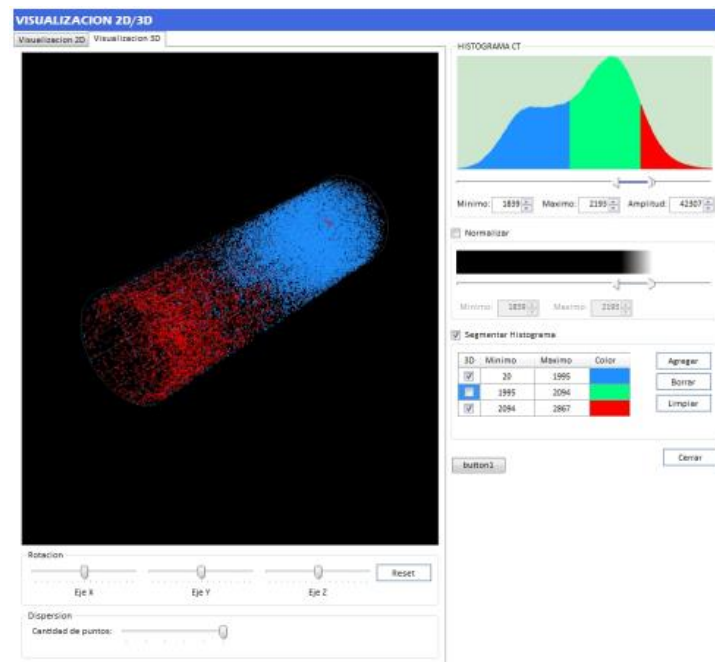 VISUALIZACION 2D/3D
Visualizacion 2D Visualizacion 3D
HISTOGRAMA CT
Minimo: 1839 Maximo: 2193 Amplitud: 42307
Normalizar
Minimo: 1839 Maximo: 2193
Segmentar Histograma
3D Minimo Maximo Color
20 1995
1995 2094
2094 2867
Agregar
Borrar
Limpiar
button1
Cerrar
Rotacion
Eje X Eje Y Eje Z
Reset
Dispersion
Cantidad de puntos: